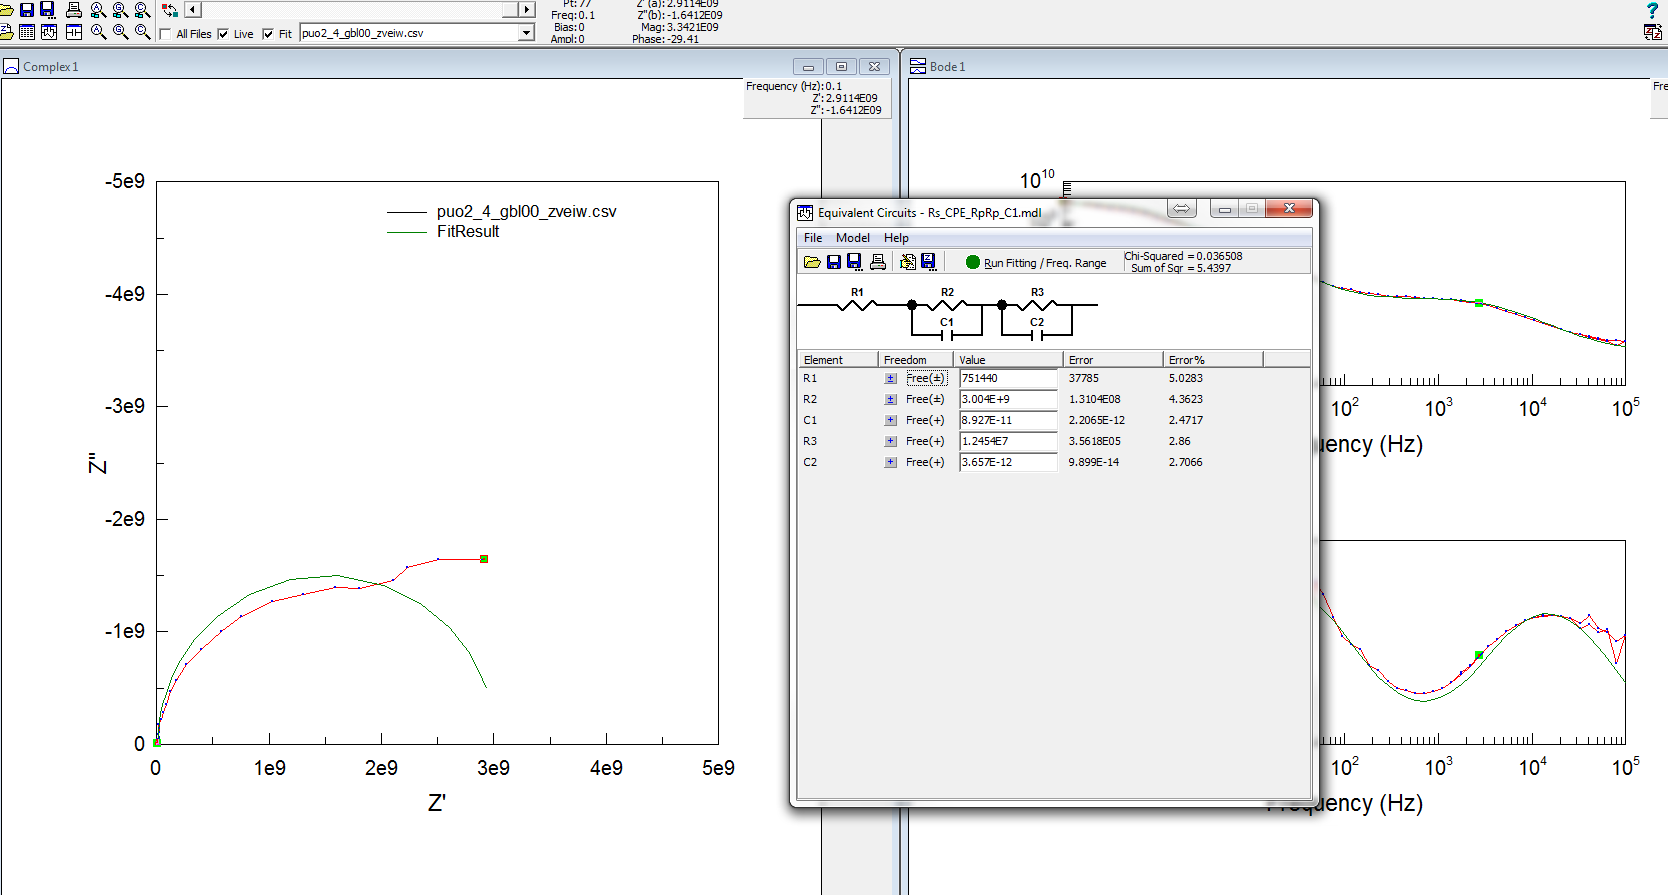 Pt: 77
Freq: 0.1
Bias: 0
Ampl: 0
Z' (a): 2.9114E09
Z''(b): -1.6412E09
Mag: 3.3421E09
Phase: -29.41
All Files Live Fit puo2_4_gbl00_zveiw.csv
Complex1
Frequency (Hz): 0.1
Z': 2.9114E09
Z'': -1.6412E09
-5e9
-4e9
-3e9
-2e9
-1e9
0
Z''
puo2_4_gbl00_zveiw.csv
FitResult
0 1e9 2e9 3e9 4e9 5e9
Z'
Bode1
Fre
10^10
Equivalent Circuits - Rs_CPE_RpRp_C1.mdl
File Model Help
Run Fitting / Freq. Range
Chi-Squared = 0.036508
Sum of Sqr = 5.4397
R1 R2 R3
C1 C2
Element Freedom Value Error Error%
R1 Free(±) 751440 37785 5.0283
R2 Free(±) 3.004E+9 1.3104E08 4.3623
C1 Free(+) 8.927E-11 2.2065E-12 2.4717
R3 Free(+) 1.2454E7 3.5618E05 2.86
C2 Free(+) 3.657E-12 9.899E-14 2.7066
10^2 10^3 10^4 10^5
uency (Hz)
10^2 10^3 10^4 10^5
Frequency (Hz)